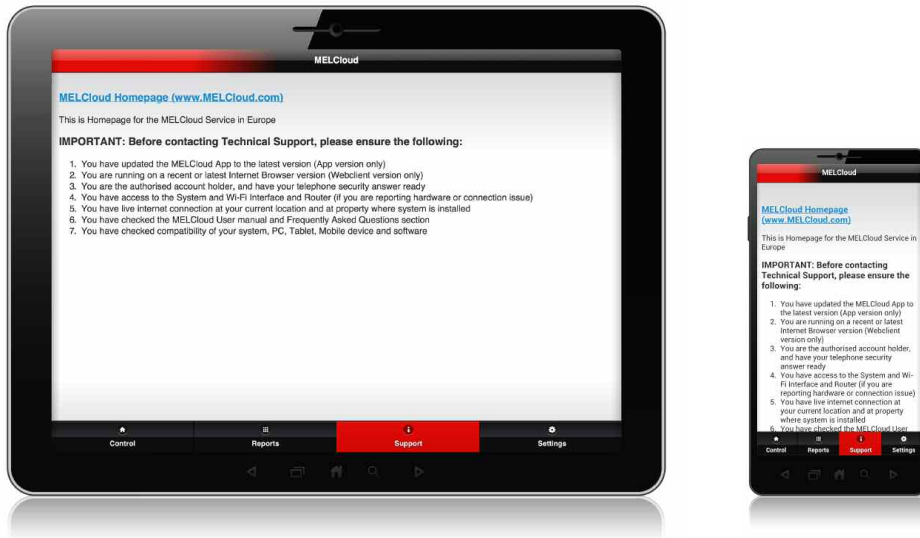 MELCloud
MELCloud Homepage (www.MELCloud.com)
This is Homepage for the MELCloud Service in Europe
IMPORTANT: Before contacting Technical Support, please ensure the following:
1. You have updated the MELCloud App to the latest version (App version only)
2. You are running on a recent or latest Internet Browser version (Webclient version only)
3. You are the authorised account holder, and have your telephone security answer ready
4. You have access to the System and Wi-Fi Interface and Router (if you are reporting hardware or connection issue)
5. You have live internet connection at your current location and at property where system is installed
6. You have checked the MELCloud User manual and Frequently Asked Questions section
7. You have checked compatibility of your system, PC, Tablet, Mobile device and software
Control
Reports
Support
Settings
MELCloud
MELCloud Homepage
(www.MELCloud.com)
This is Homepage for the MELCloud Service in
Europe
IMPORTANT: Before contacting
Technical Support, please ensure the
following:
1. You have updated the MELCloud App to
the latest version (App version only)
2. You are running on a recent or latest
Internet Browser version (Webclient
version only)
3. You are the authorised account holder,
and have your telephone security
answer ready
4. You have access to the System and Wi-
Fi Interface and Router (if you are
reporting hardware or connection issue)
5. You have live internet connection at
your current location and at property
where system is installed
6. You have checked the MELCloud User
Control
Reports
Support
Settings